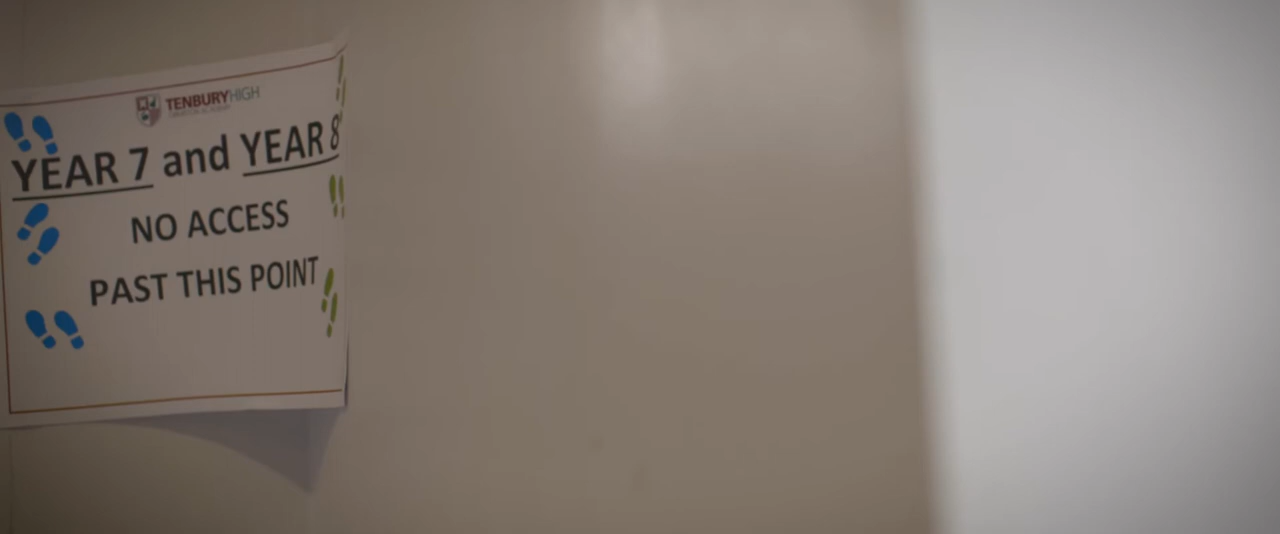 TENBURYHIGH
YEAR 7 and YEAR 8
NO ACCESS
PAST THIS POINT